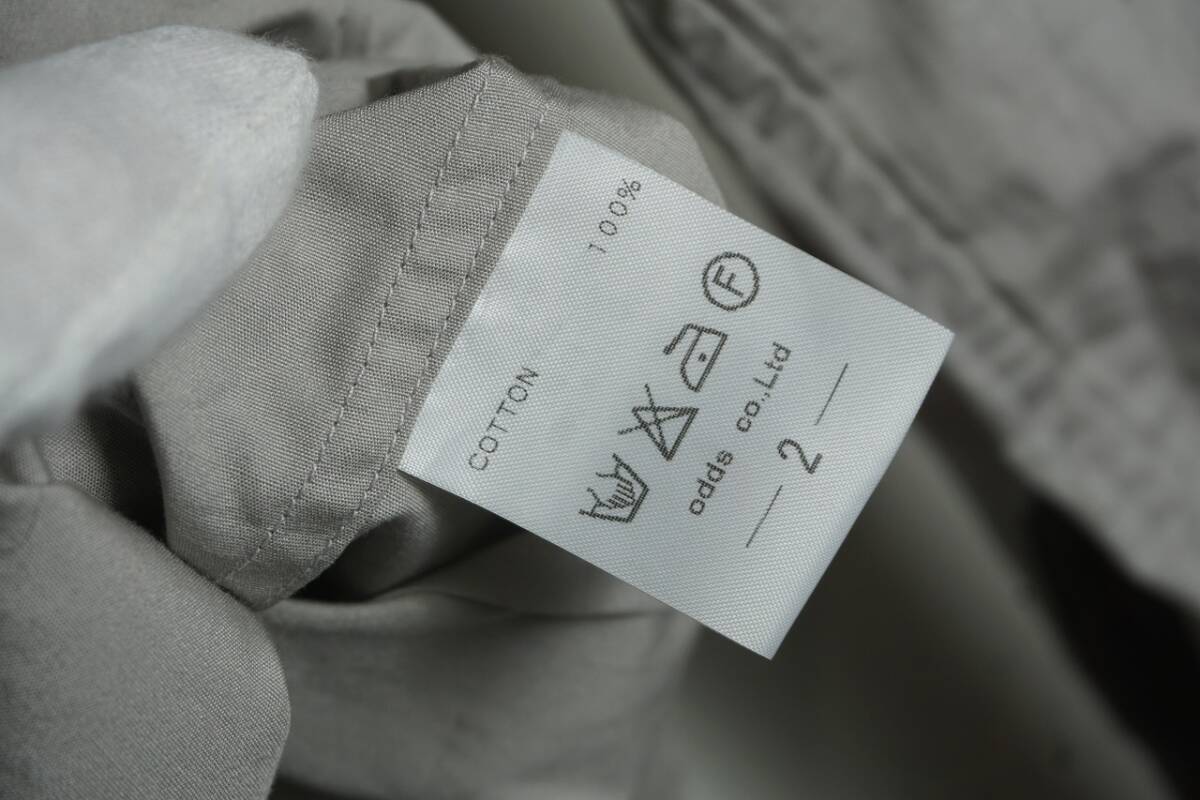 COTTON 100%
F
odds co.,Ltd
— 2 —